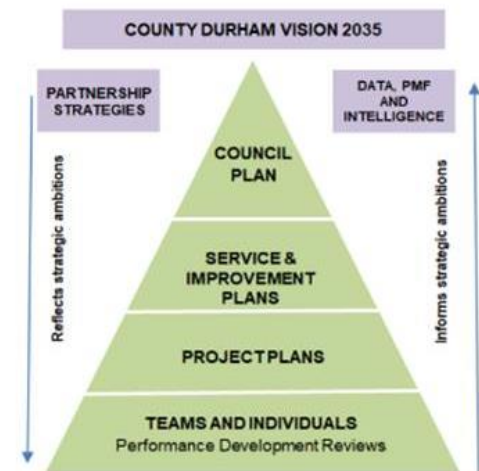 COUNTY DURHAM VISION 2035
PARTNERSHIP
STRATEGIES
DATA, PMF
AND
INTELLIGENCE
Reflects strategic ambitions
COUNCIL
PLAN
SERVICE &
IMPROVEMENT
PLANS
PROJECT PLANS
TEAMS AND INDIVIDUALS
Performance Development Reviews
Informs strategic ambitions